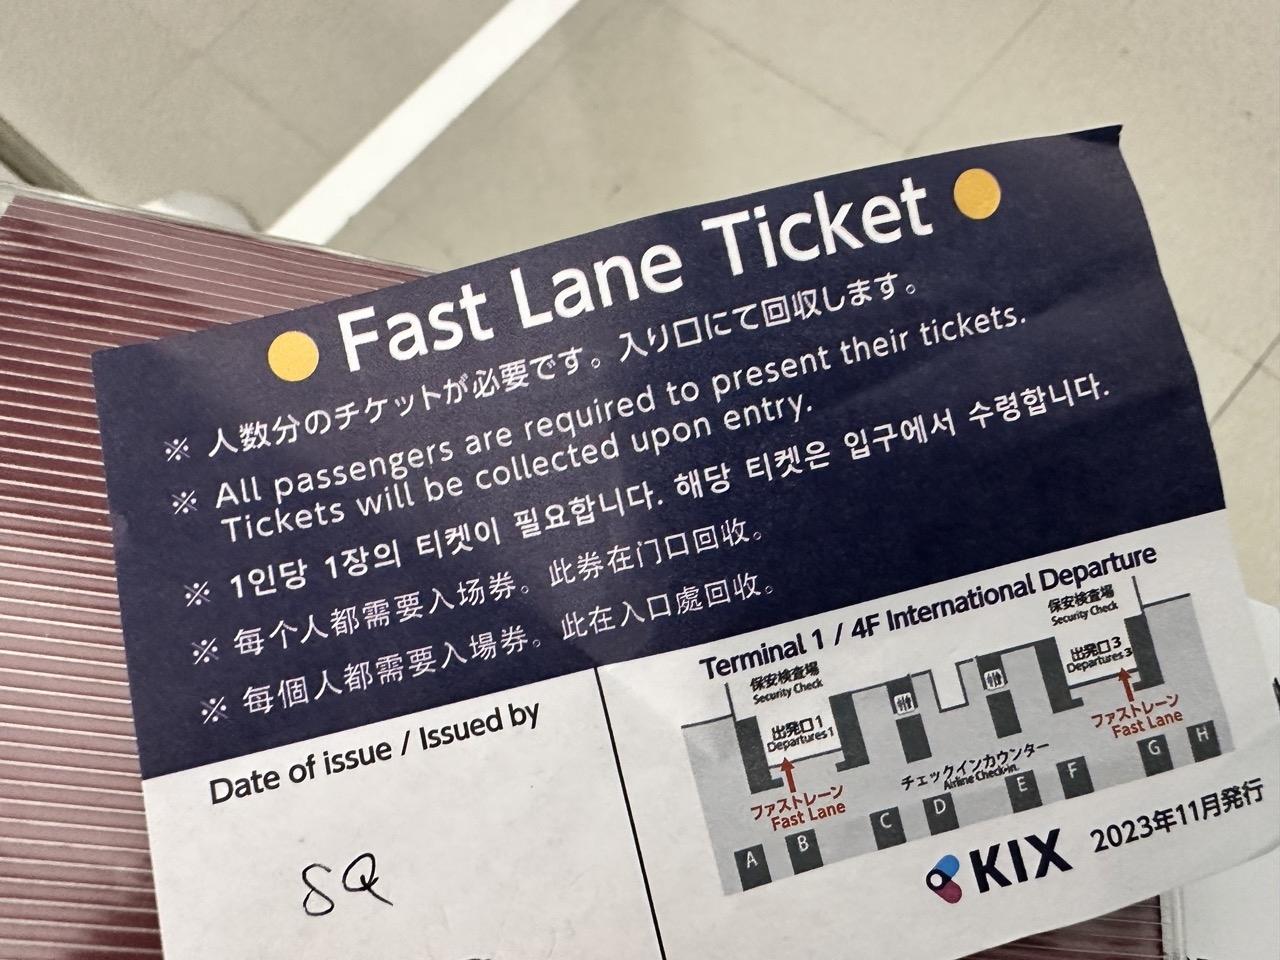 Fast Lane Ticket
※ 人数分のチケットが必要です。入り口にて回収します。
※ All passengers are required to present their tickets.
Tickets will be collected upon entry.
※ 1인당 1장의 티켓이 필요합니다. 해당 티켓은 입구에서 수령합니다.
※ 每个人都需要入场券。此券在门口回收。
※ 每個人都需要入場券。此在入口處回收。
Date of issue / Issued by
SQ
Terminal 1 / 4F International Departure
保安検査場
Security Check
出発口1
Departures 1
ファストレーン
Fast Lane
保安検査場
Security Check
出発口3
Departures 3
ファストレーン
Fast Lane
チェックインカウンター
Airline Check-in
A B C D E F G H
KIX 2023年11月発行